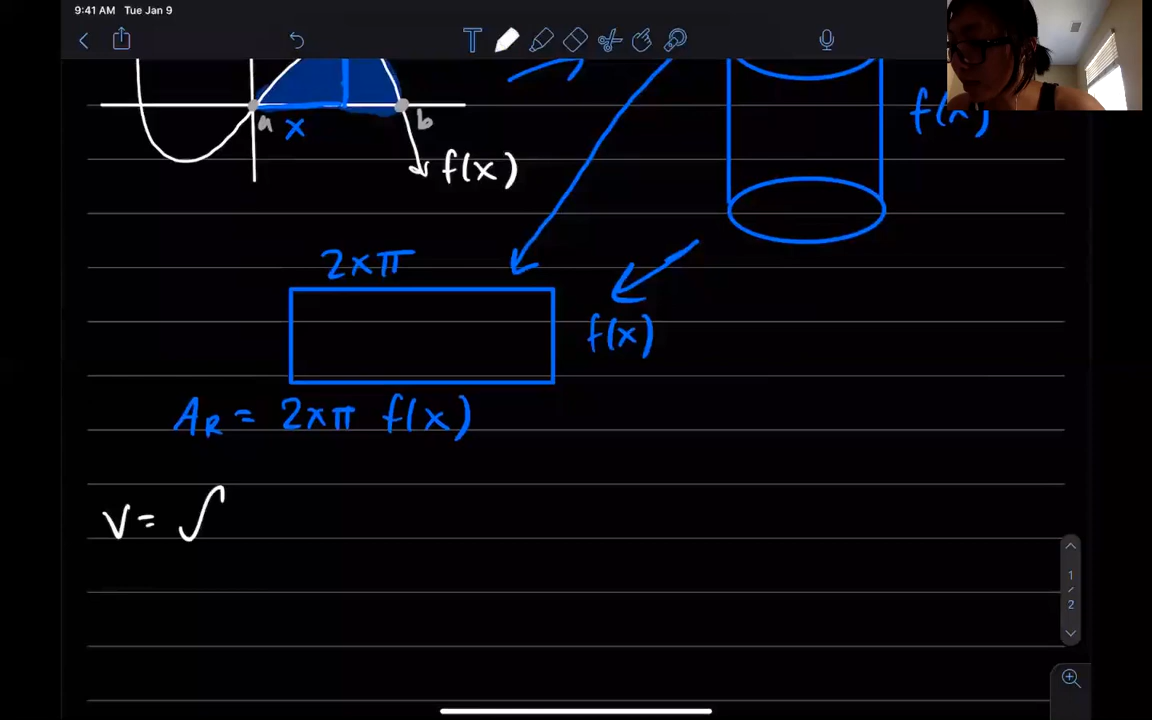 9:41 AM Tue Jan 9
a
x
b
f(x)
f(x)
2xπ
f(x)
A_R = 2xπ f(x)
V = ∫
1
/
2